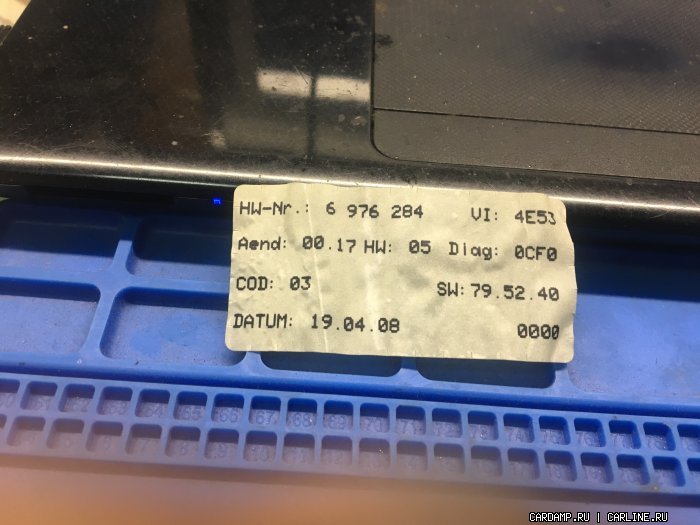 HW-Nr.: 6 976 284 VI: 4E53
Aend: 00.17 HW: 05 Diag: 0CF0
COD: 03 SW: 79.52.40
DATUM: 19.04.08 0000
CARDAMP.RU | CARLINE.RU